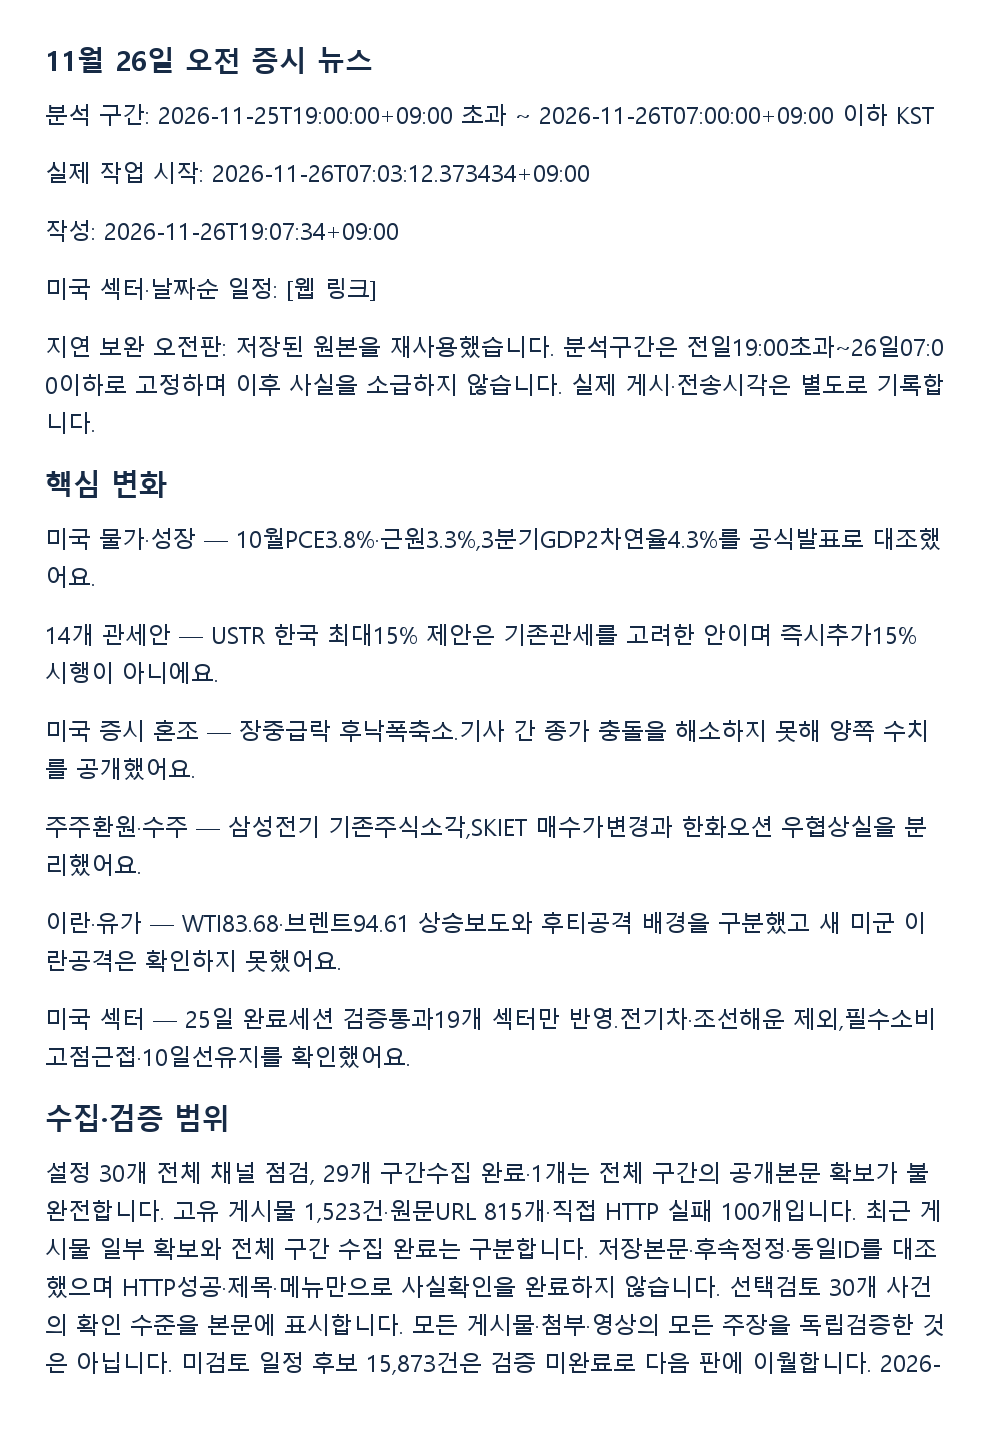 11월 26일 오전 증시 뉴스
분석 구간: 2026-11-25T19:00:00+09:00 초과 ~ 2026-11-26T07:00:00+09:00 이하 KST
실제 작업 시작: 2026-11-26T07:03:12.373434+09:00
작성: 2026-11-26T19:07:34+09:00
미국 섹터·날짜순 일정: [웹 링크]
지연 보완 오전판: 저장된 원본을 재사용했습니다. 분석구간은 전일19:00초과~26일07:0
0이하로 고정하며 이후 사실을 소급하지 않습니다. 실제 게시·전송시각은 별도로 기록합
니다.
핵심 변화
미국 물가·성장 — 10월PCE3.8%·근원3.3%,3분기GDP2차연율4.3%를 공식발표로 대조했
어요.
14개 관세안 — USTR 한국 최대15% 제안은 기존관세를 고려한 안이며 즉시추가15%
시행이 아니에요.
미국 증시 혼조 — 장중급락 후낙폭축소.기사 간 종가 충돌을 해소하지 못해 양쪽 수치
를 공개했어요.
주주환원·수주 — 삼성전기 기존주식소각,SKIET 매수가변경과 한화오션 우협상실을 분
리했어요.
이란·유가 — WTI83.68·브렌트94.61 상승보도와 후티공격 배경을 구분했고 새 미군 이
란공격은 확인하지 못했어요.
미국 섹터 — 25일 완료세션 검증통과19개 섹터만 반영.전기차·조선해운 제외,필수소비
고점근접·10일선유지를 확인했어요.
수집·검증 범위
설정 30개 전체 채널 점검, 29개 구간수집 완료·1개는 전체 구간의 공개본문 확보가 불
완전합니다. 고유 게시물 1,523건·원문URL 815개·직접 HTTP 실패 100개입니다. 최근 게
시물 일부 확보와 전체 구간 수집 완료는 구분합니다. 저장본문·후속정정·동일ID를 대조
했으며 HTTP성공·제목·메뉴만으로 사실확인을 완료하지 않습니다. 선택검토 30개 사건
의 확인 수준을 본문에 표시합니다. 모든 게시물·첨부·영상의 모든 주장을 독립검증한 것
은 아닙니다. 미검토 일정 후보 15,873건은 검증 미완료로 다음 판에 이월합니다. 2026-